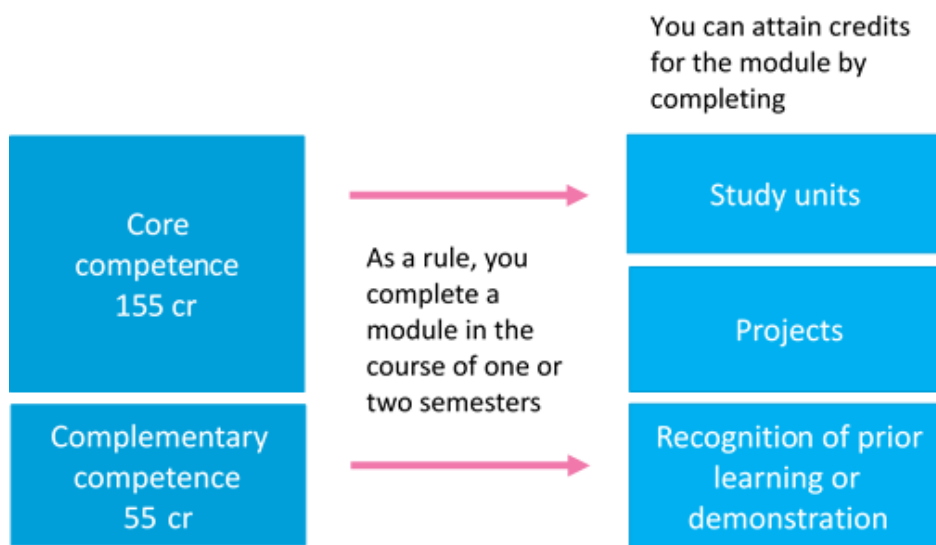 You can attain credits
for the module by
completing
Core
competence
155 cr
Complementary
competence
55 cr
As a rule, you
complete a
module in the
course of one or
two semesters
Study units
Projects
Recognition of prior
learning or
demonstration